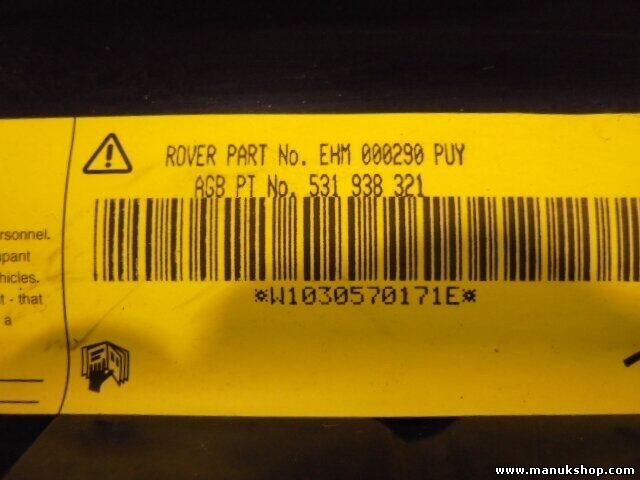 ROVER PART No. EHM 000290 PUY
AGB PT No. 531 938 321
*W1030570171E*
rsonnel.
pant
hicles.
t - that
a
www.manukshop.com